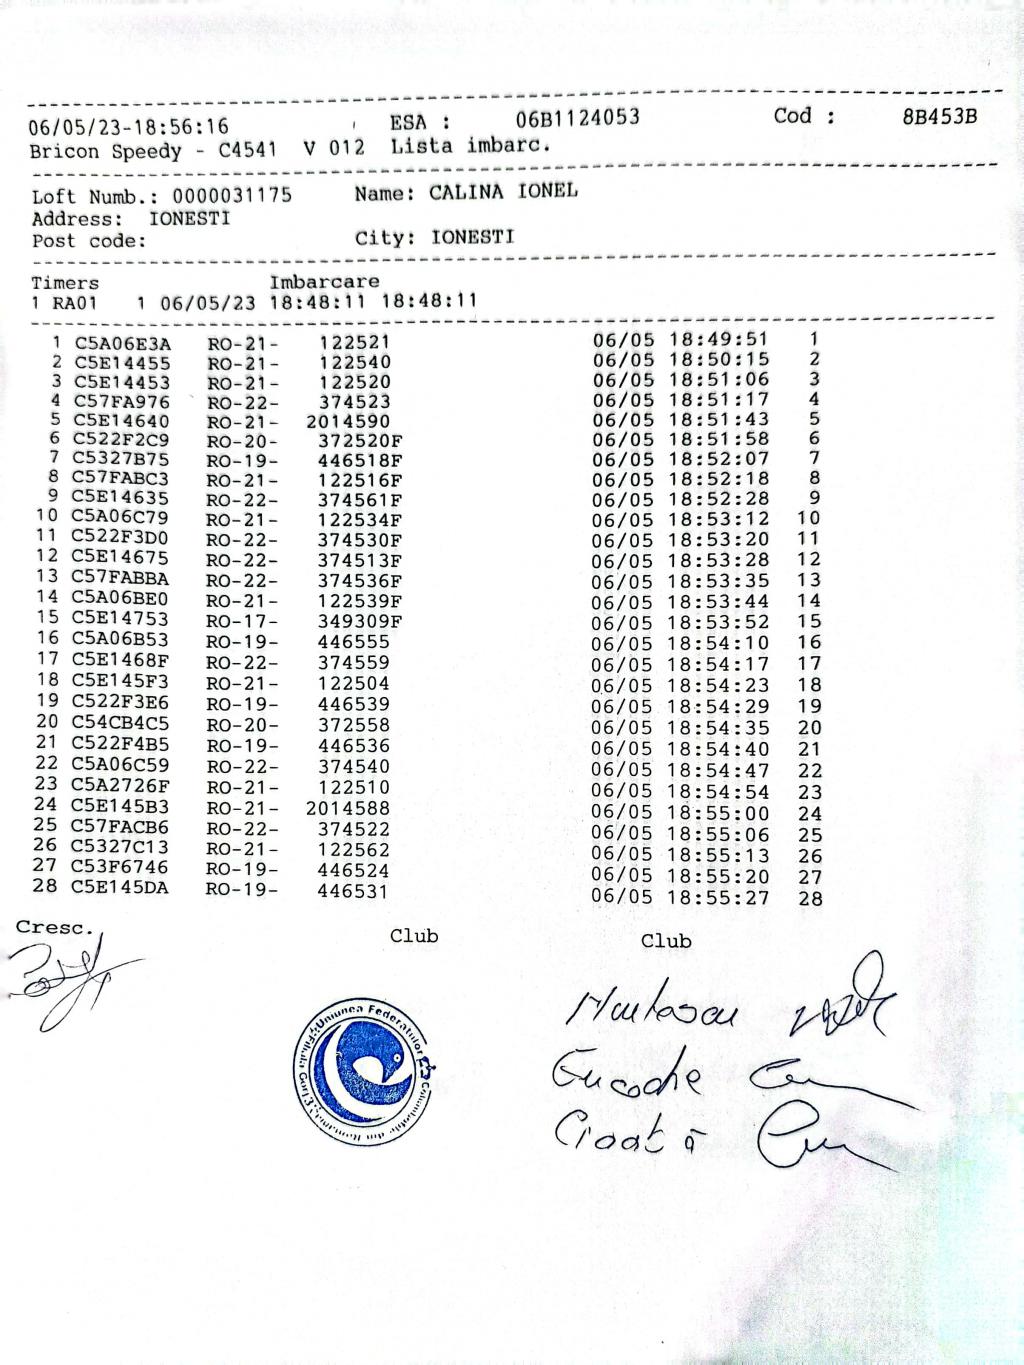 06/05/23-18:56:16 ESA : 06B1124053 Cod : 8B453B
Bricon Speedy - C4541 V 012 Lista imbarc.
Loft Numb.: 0000031175 Name: CALINA IONEL
Address: IONESTI
Post code: City: IONESTI
Timers Imbarcare
1 RA01 1 06/05/23 18:48:11 18:48:11
1 C5A06E3A RO-21- 122521 06/05 18:49:51 1
2 C5E14455 RO-21- 122540 06/05 18:50:15 2
3 C5E14453 RO-21- 122520 06/05 18:51:06 3
4 C57FA976 RO-22- 374523 06/05 18:51:17 4
5 C5E14640 RO-21- 2014590 06/05 18:51:43 5
6 C522F2C9 RO-20- 372520F 06/05 18:51:58 6
7 C5327B75 RO-19- 446518F 06/05 18:52:07 7
8 C57FABC3 RO-21- 122516F 06/05 18:52:18 8
9 C5E14635 RO-22- 374561F 06/05 18:52:28 9
10 C5A06C79 RO-21- 122534F 06/05 18:53:12 10
11 C522F3D0 RO-22- 374530F 06/05 18:53:20 11
12 C5E14675 RO-22- 374513F 06/05 18:53:28 12
13 C57FABBA RO-22- 374536F 06/05 18:53:35 13
14 C5A06BE0 RO-21- 122539F 06/05 18:53:44 14
15 C5E14753 RO-17- 349309F 06/05 18:53:52 15
16 C5A06B53 RO-19- 446555 06/05 18:54:10 16
17 C5E1468F RO-22- 374559 06/05 18:54:17 17
18 C5E145F3 RO-21- 122504 06/05 18:54:23 18
19 C522F3E6 RO-19- 446539 06/05 18:54:29 19
20 C54CB4C5 RO-20- 372558 06/05 18:54:35 20
21 C522F4B5 RO-19- 446536 06/05 18:54:40 21
22 C5A06C59 RO-22- 374540 06/05 18:54:47 22
23 C5A2726F RO-21- 122510 06/05 18:54:54 23
24 C5E145B3 RO-21- 2014588 06/05 18:55:00 24
25 C57FACB6 RO-22- 374522 06/05 18:55:06 25
26 C5327C13 RO-21- 122562 06/05 18:55:13 26
27 C53F6746 RO-19- 446524 06/05 18:55:20 27
28 C5E145DA RO-19- 446531 06/05 18:55:27 28
Cresc. Club Club
Uniunea Federatiilor Columbofile din Romania